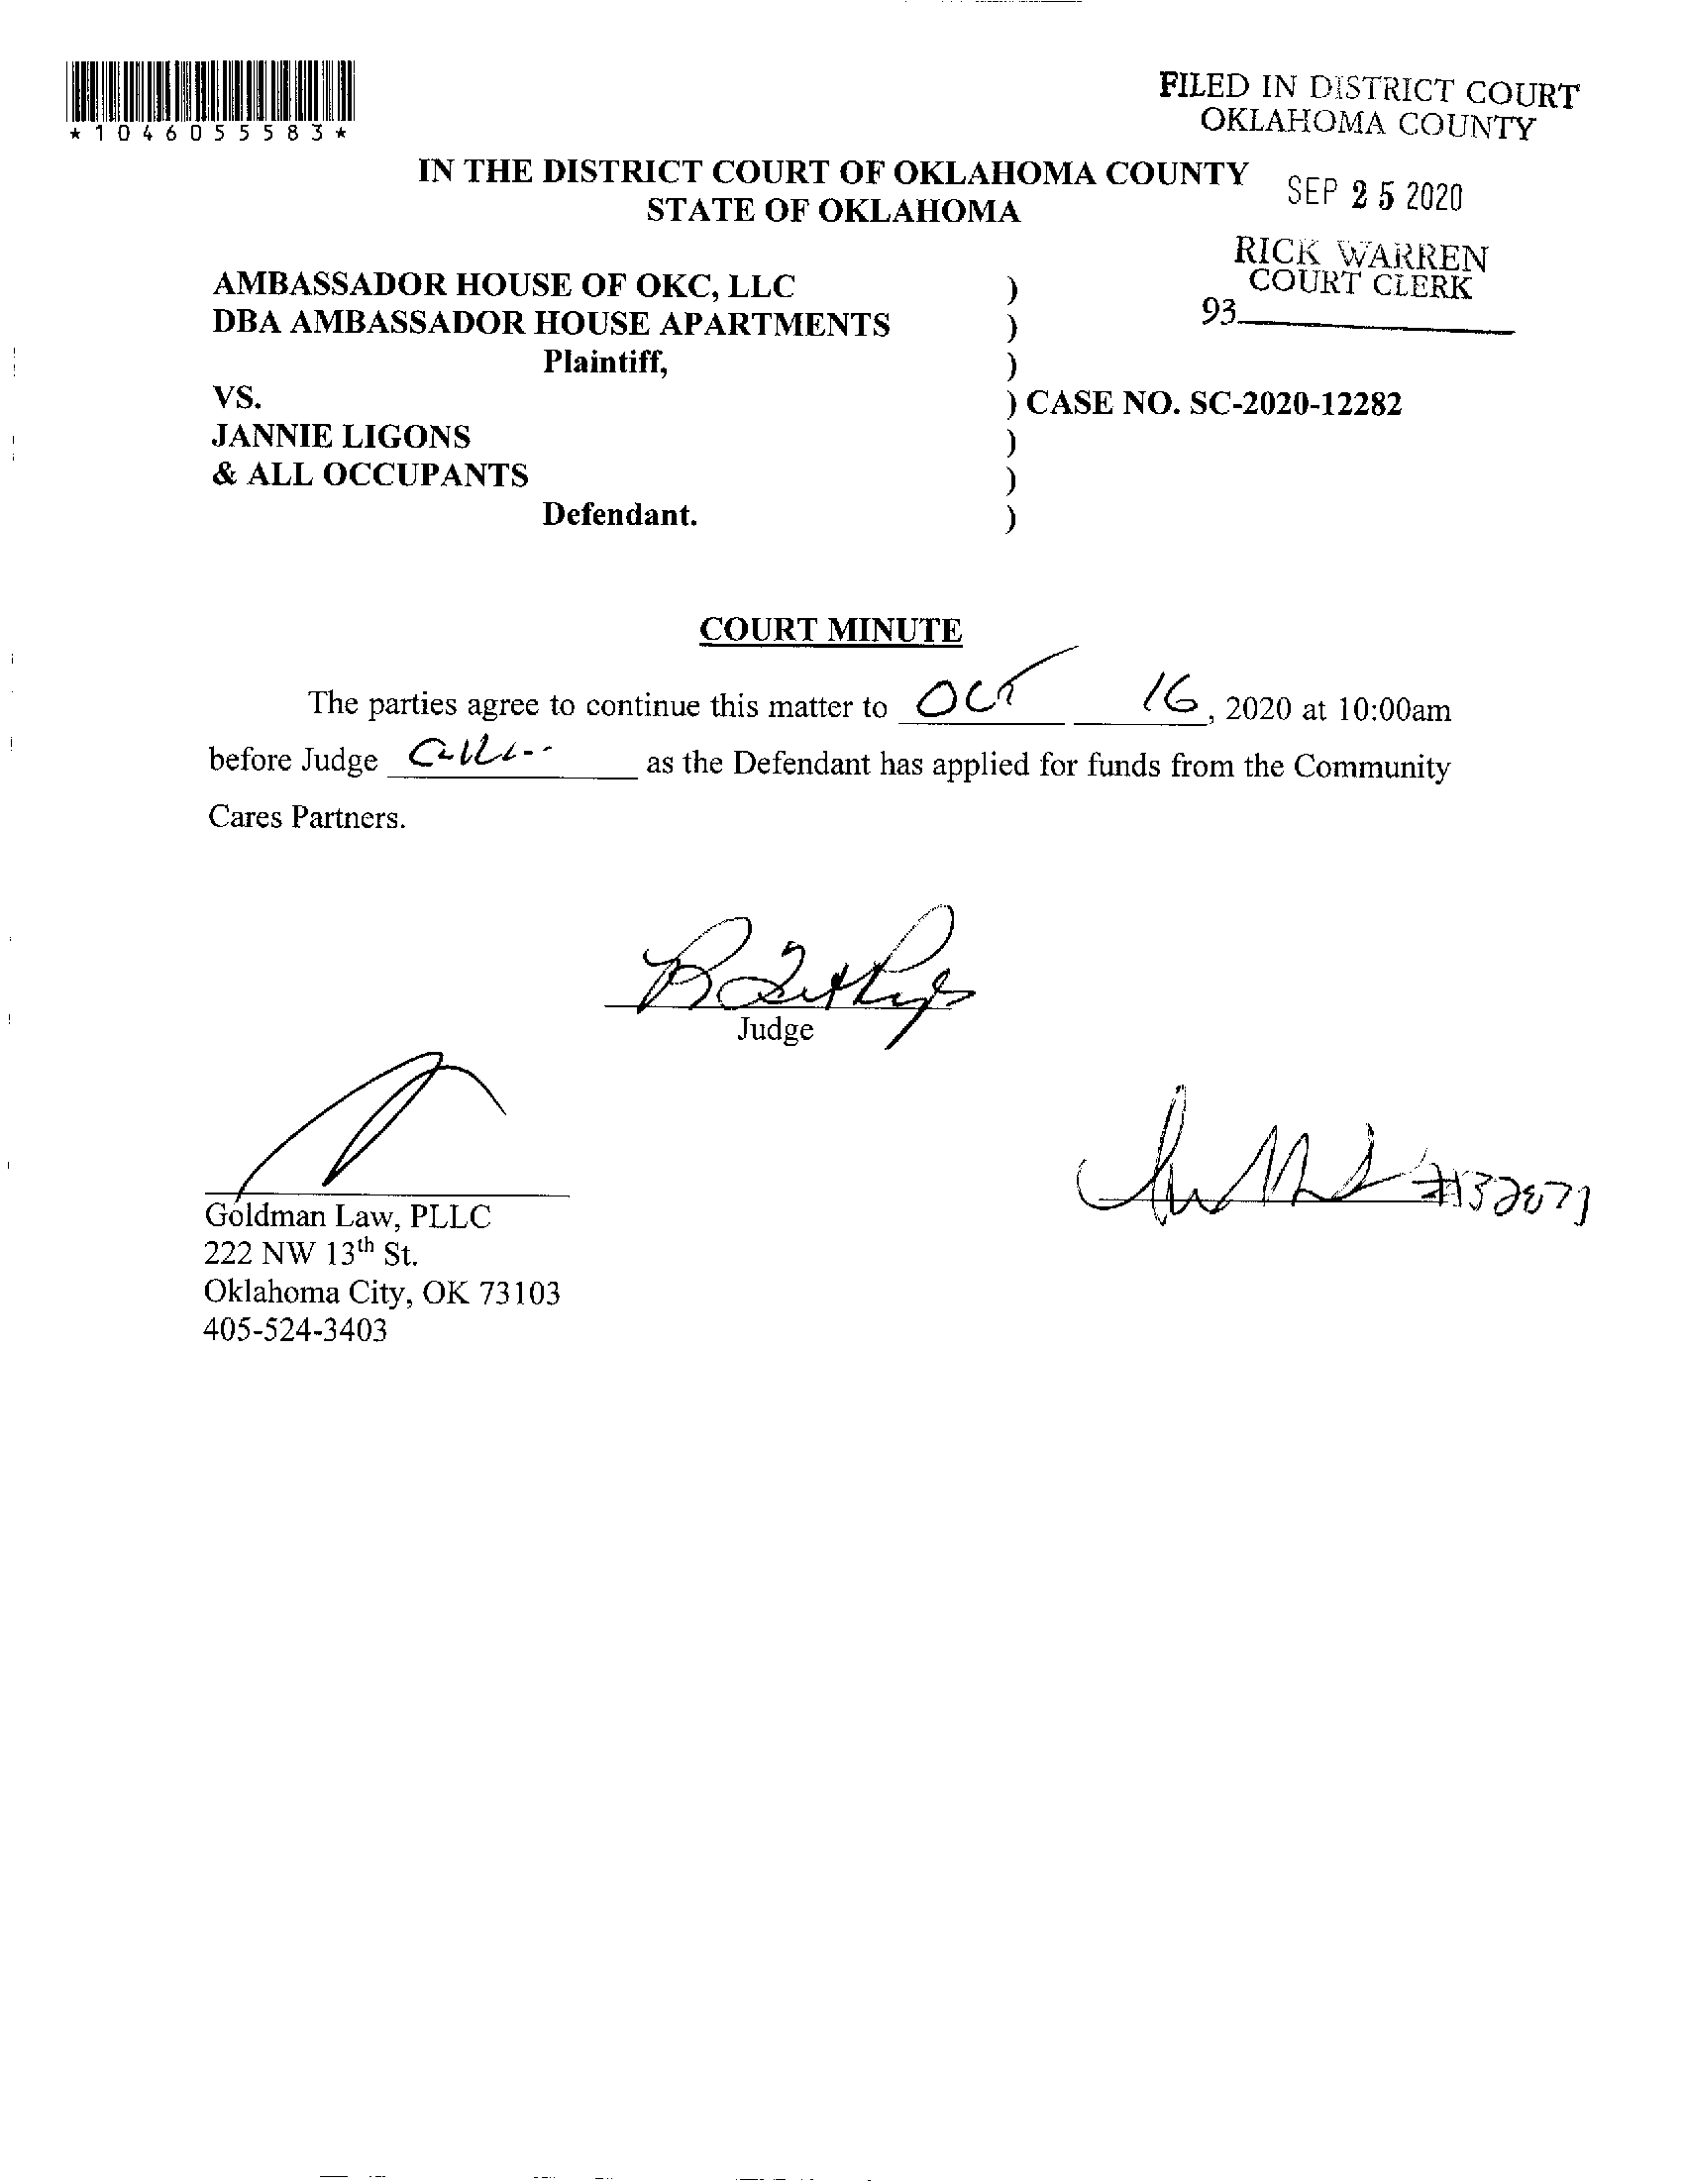 *1046055583*
FILED IN DISTRICT COURT
OKLAHOMA COUNTY
IN THE DISTRICT COURT OF OKLAHOMA COUNTY
STATE OF OKLAHOMA
SEP 25 2020
RICK WARREN
COURT CLERK
93
AMBASSADOR HOUSE OF OKC, LLC )
DBA AMBASSADOR HOUSE APARTMENTS )
Plaintiff, )
VS. ) CASE NO. SC-2020-12282
JANNIE LIGONS )
& ALL OCCUPANTS )
Defendant. )
COURT MINUTE
The parties agree to continue this matter to OCT 16, 2020 at 10:00am
before Judge as the Defendant has applied for funds from the Community
Cares Partners.
Judge
Goldman Law, PLLC
222 NW 13th St.
Oklahoma City, OK 73103
405-524-3403